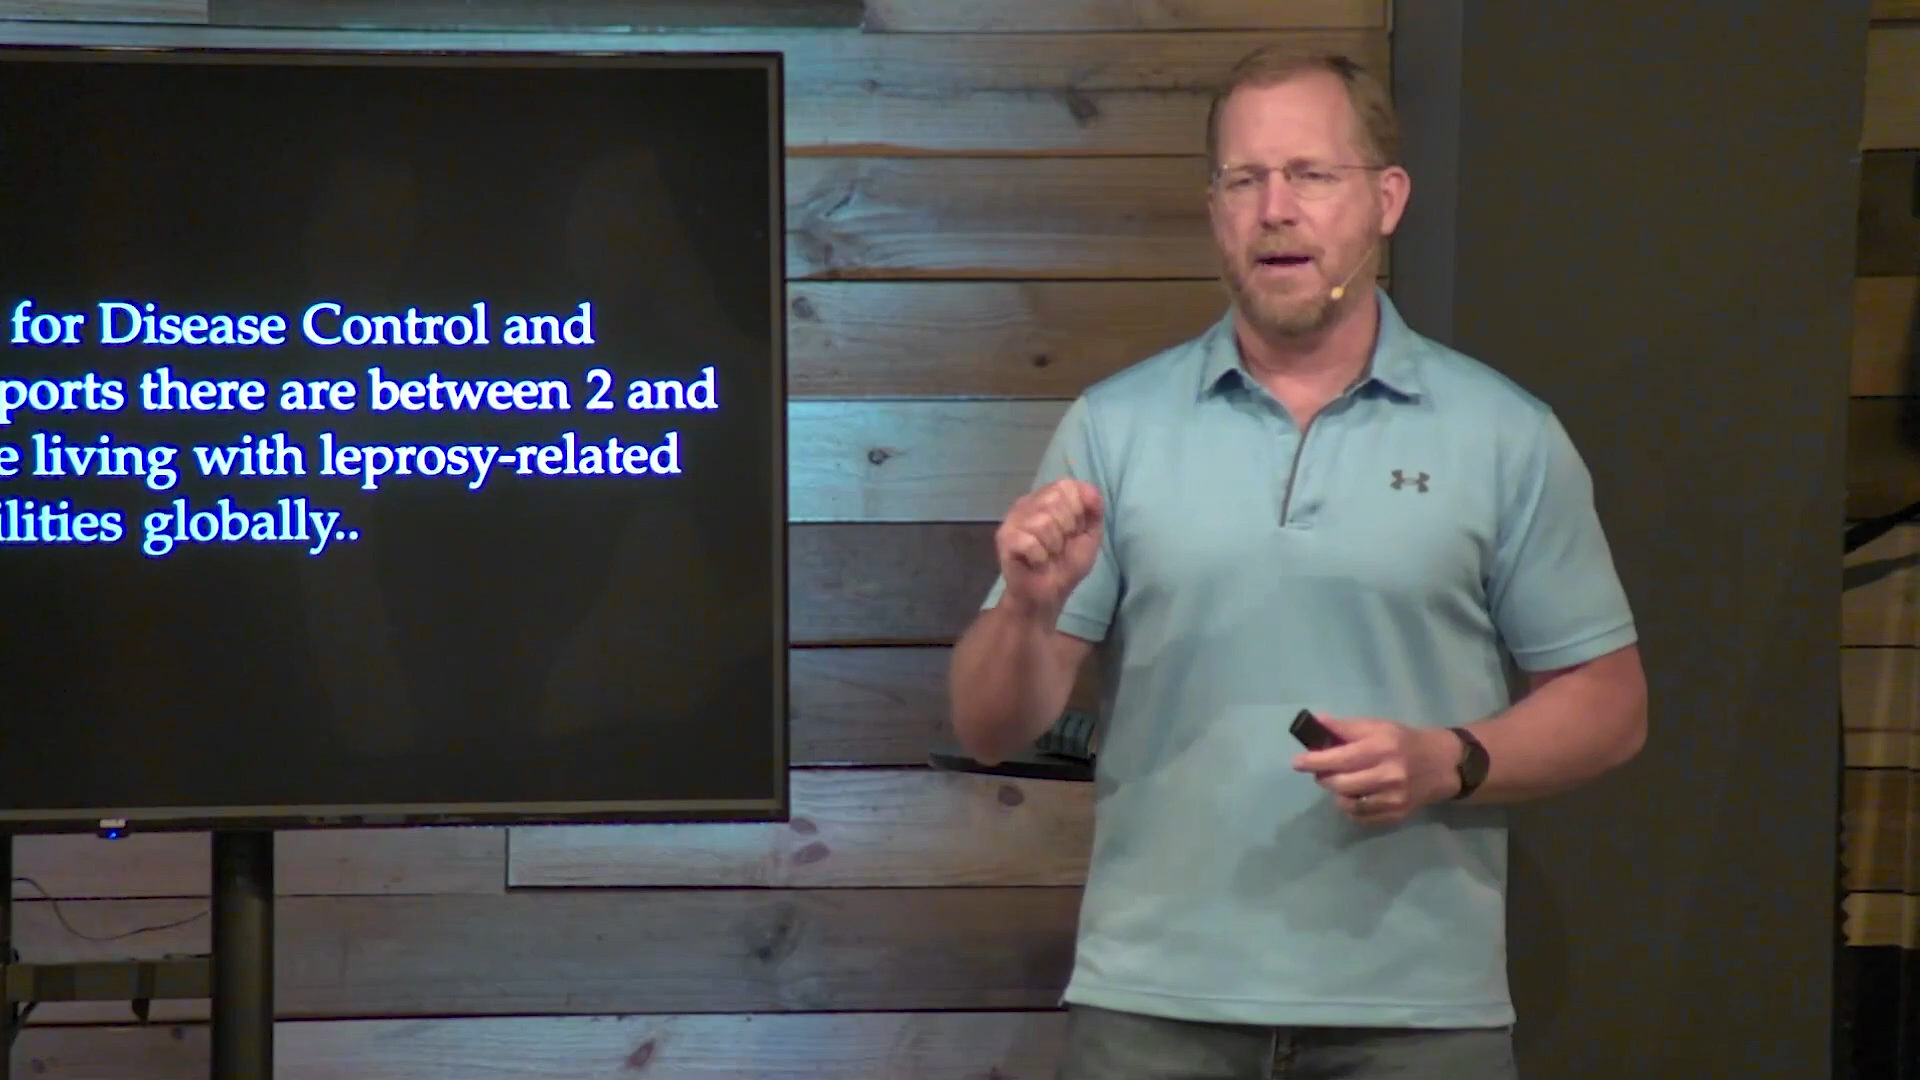 for Disease Control and
ports there are between 2 and
e living with leprosy-related
ilities globally..